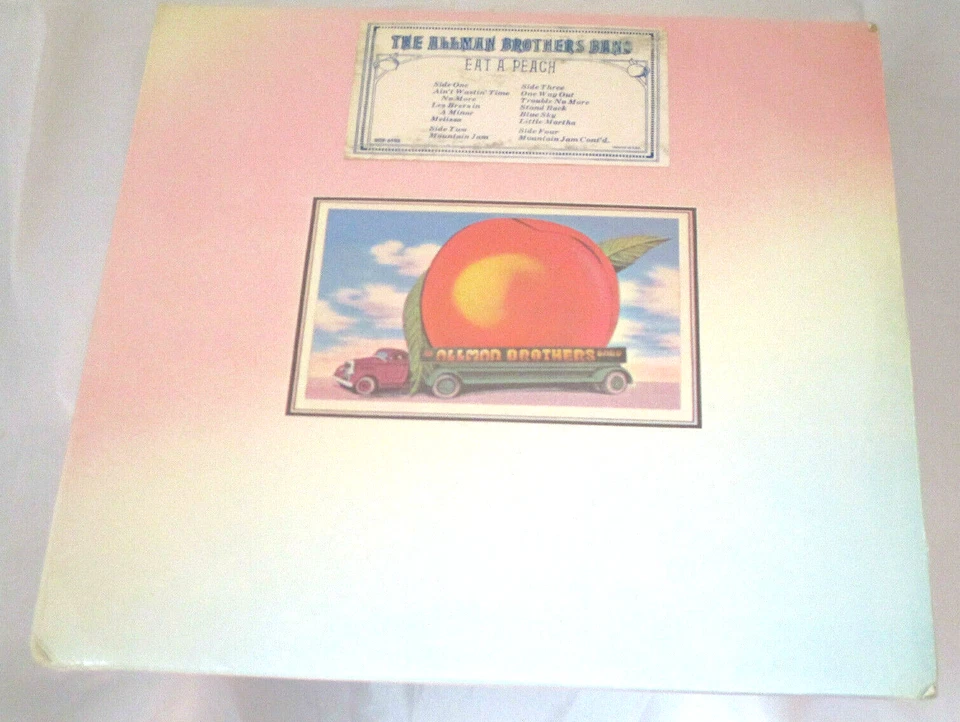 THE ALLMAN BROTHERS BAND
EAT A PEACH
Side One
Ain't Wastin' Time
No More
Les Brers in
A Minor
Melissa
Side Two
Mountain Jam
Side Three
One Way Out
Trouble No More
Stand Back
Blue Sky
Little Martha
Side Four
Mountain Jam Cont'd.
ALLMAN BROTHERS BAND